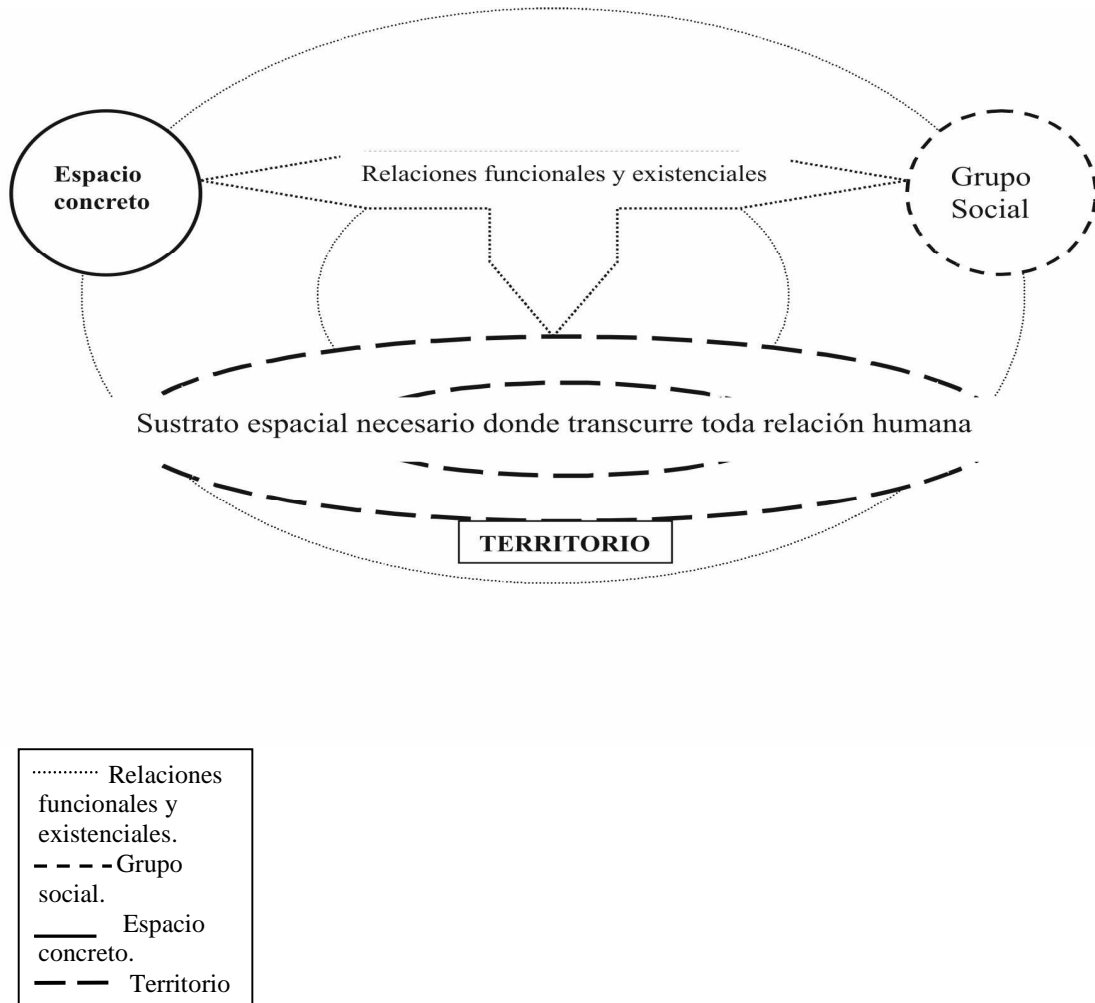 Espacio
concreto
Relaciones funcionales y existenciales
Grupo
Social
Sustrato espacial necesario donde transcurre toda relación humana
TERRITORIO
Relaciones
funcionales y
existenciales.
Grupo
social.
Espacio
concreto.
Territorio